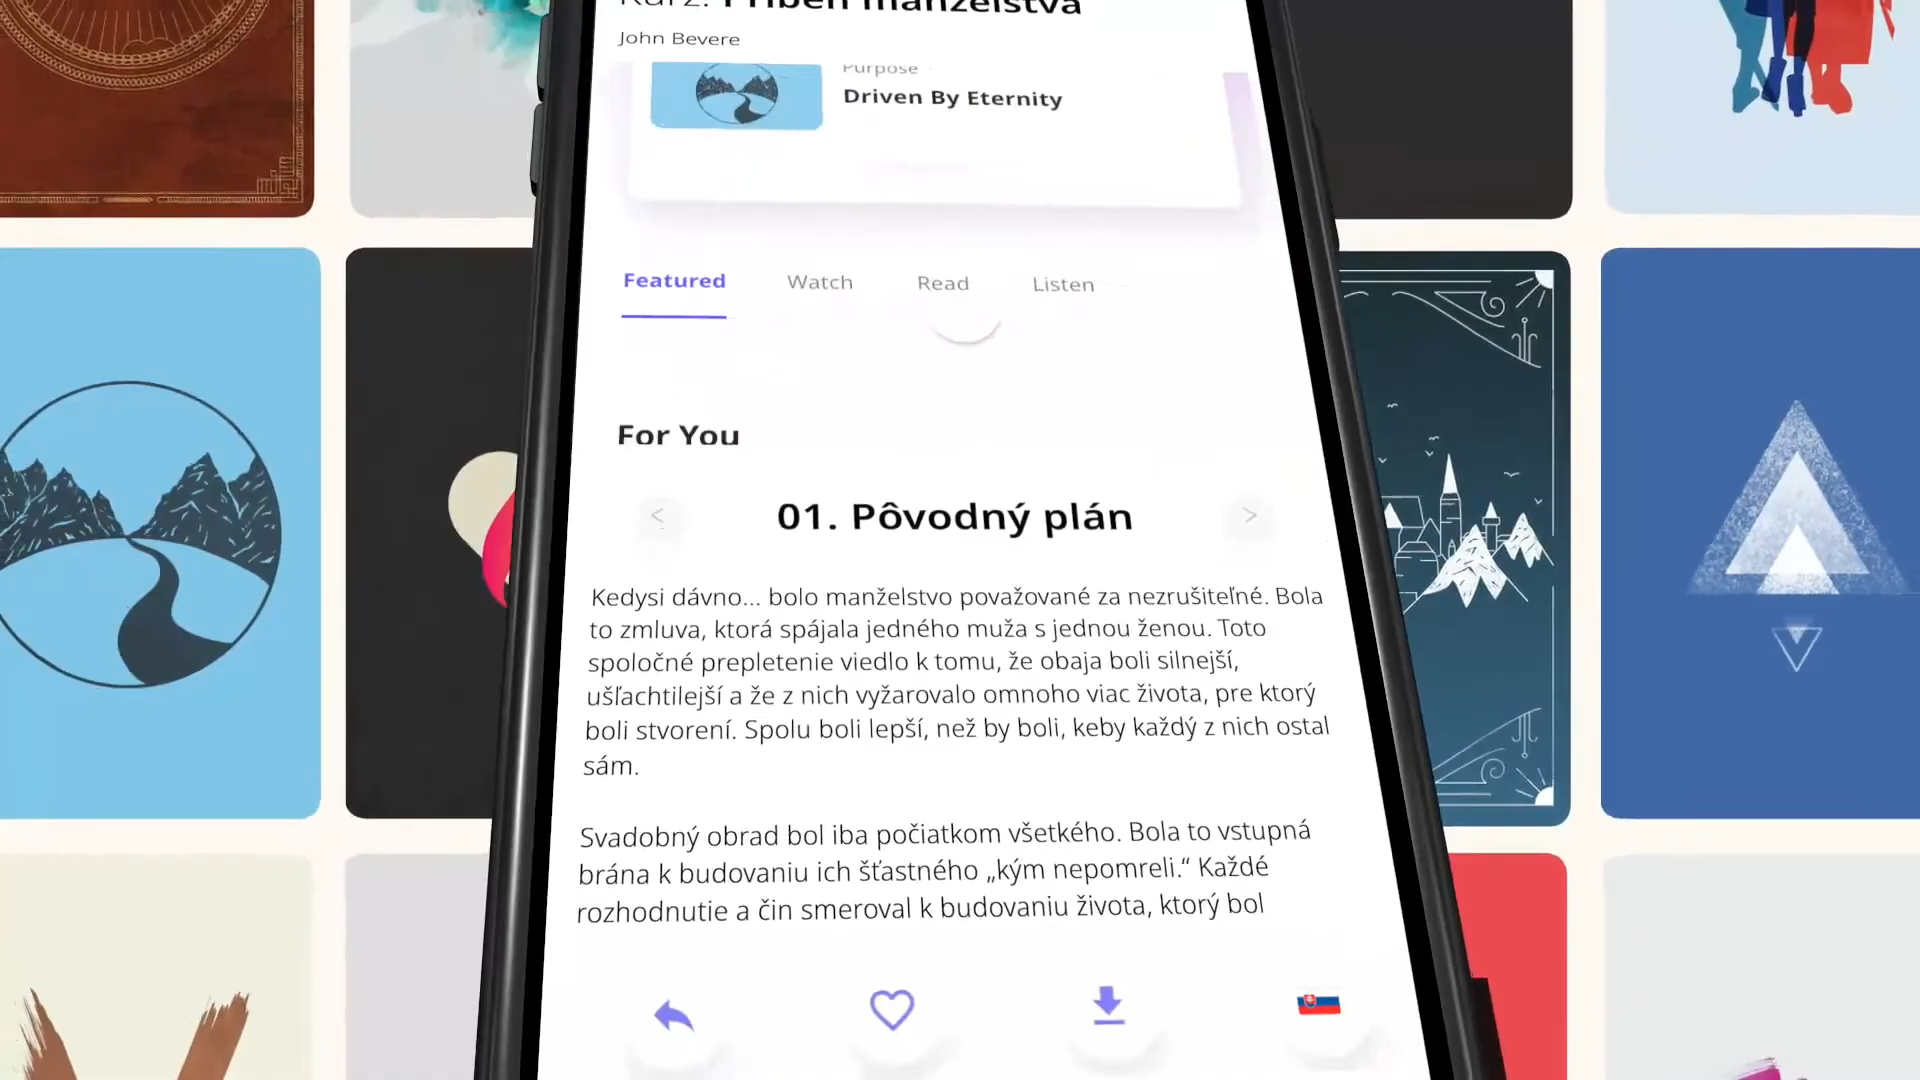 Kurz: Príbeh manželstva
John Bevere
Purpose
Driven By Eternity
Featured Watch Read Listen
For You
< 01. Pôvodný plán >
Kedysi dávno... bolo manželstvo považované za nezrušiteľné. Bola
to zmluva, ktorá spájala jedného muža s jednou ženou. Toto
spoločné prepletenie viedlo k tomu, že obaja boli silnejší,
ušľachtilejší a že z nich vyžarovalo omnoho viac života, pre ktorý
boli stvorení. Spolu boli lepší, než by boli, keby každý z nich ostal
sám.
Svadobný obrad bol iba počiatkom všetkého. Bola to vstupná
brána k budovaniu ich šťastného „kým nepomreli.“ Každé
rozhodnutie a čin smeroval k budovaniu života, ktorý bol